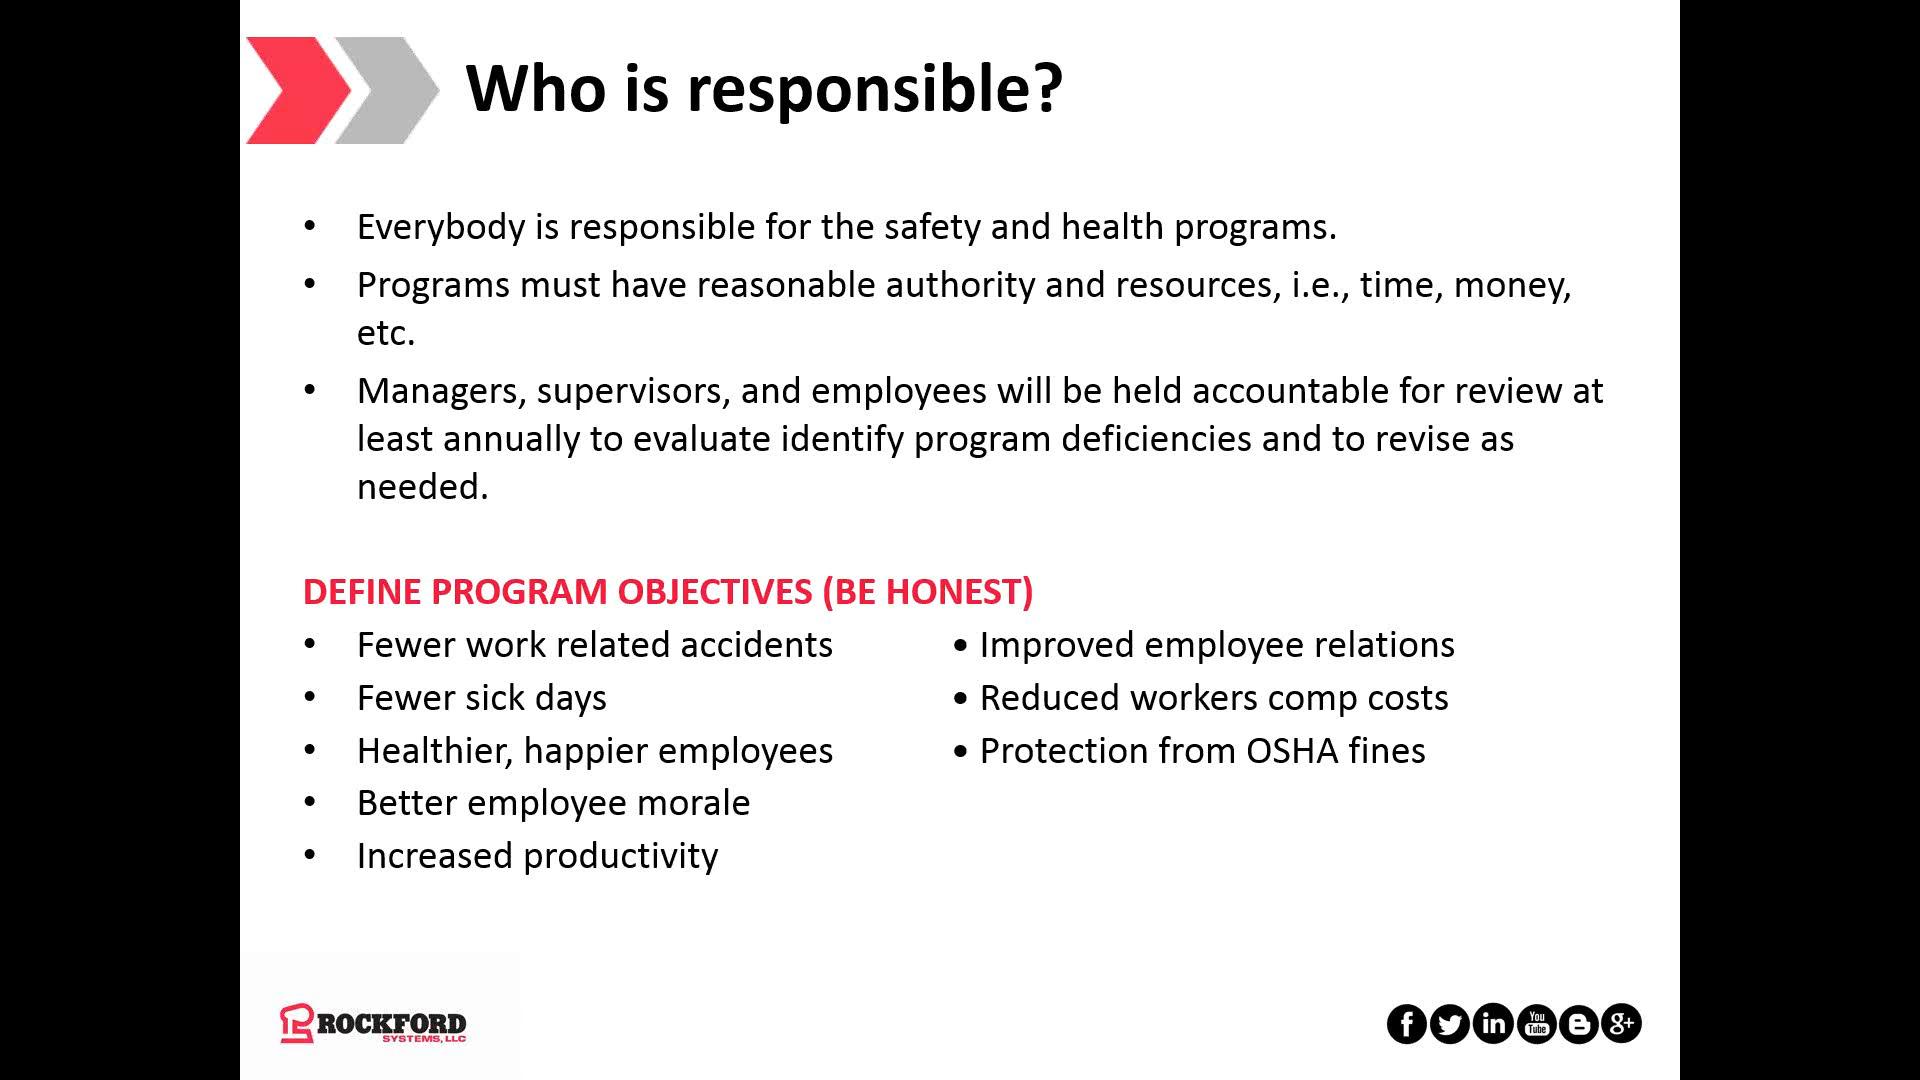 Who is responsible?
• Everybody is responsible for the safety and health programs.
• Programs must have reasonable authority and resources, i.e., time, money,
etc.
• Managers, supervisors, and employees will be held accountable for review at
least annually to evaluate identify program deficiencies and to revise as
needed.
DEFINE PROGRAM OBJECTIVES (BE HONEST)
• Fewer work related accidents
• Fewer sick days
• Healthier, happier employees
• Better employee morale
• Increased productivity
• Improved employee relations
• Reduced workers comp costs
• Protection from OSHA fines
ROCKFORD
SYSTEMS, LLC
f
in
You
Tube
B
g+